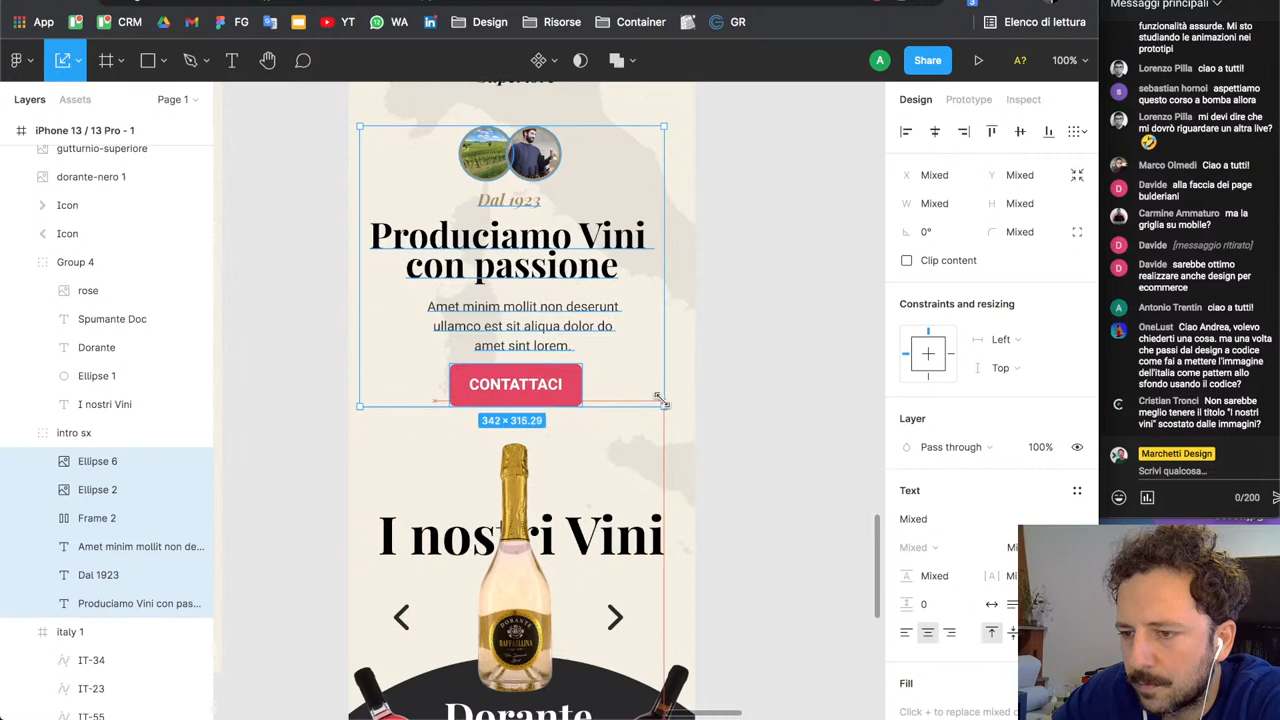 App
CRM
FG
YT
WA
Design
Risorse
Container
GR
Elenco di lettura
Messaggi principali
A
Share
A?
100%
Layers
Assets
Page 1
iPhone 13 / 13 Pro - 1
gutturnio-superiore
dorante-nero 1
Icon
Icon
Group 4
rose
Spumante Doc
Dorante
Ellipse 1
I nostri Vini
intro sx
Ellipse 6
Ellipse 2
Frame 2
Amet minim mollit non de...
Dal 1923
Produciamo Vini con pas...
italy 1
IT-34
IT-23
IT-55
Superiore
Dal 1923
Produciamo Vini
con passione
Amet minim mollit non deserunt
ullamco est sit aliqua dolor do
amet sint lorem.
CONTATTACI
342 × 315.29
I nostri Vini
DORANTE
RAFFAELLINA
Dorante
Design
Prototype
Inspect
X Mixed
Y Mixed
W Mixed
H Mixed
0°
Mixed
Clip content
Constraints and resizing
Left
Top
Layer
Pass through
100%
Text
Mixed
Mixed
Mixed
0
Fill
Click + to replace mixed
funzionalità assurde. Mi sto
studiando le animazioni nei
prototipi
Lorenzo Pilla ciao a tutti!
s
sebastian hornoi aspettiamo
questo corso a bomba allora
Lorenzo Pilla mi devi dire che
mi dovrò riguardare un altra live?
Marco Olmedi Ciao a tutti!
D
Davide alla faccia dei page
bulderiani
Carmine Ammaturo ma la
griglia su mobile?
D
Davide [messaggio ritirato]
D
Davide sarebbe ottimo
realizzare anche design per
ecommerce
A
Antonio Trentin ciao a tutti!
OneLust Ciao Andrea, volevo
chiederti una cosa. ma una volta
che passi dal design a codice
come fai a mettere l'immagine
dell'italia come pattern allo
sfondo usando il codice?
Cristian Tronci Non sarebbe
meglio tenere il titolo "I nostri
vini" scostato dalle immagini?
Marchetti Design
Scrivi qualcosa...
0/200